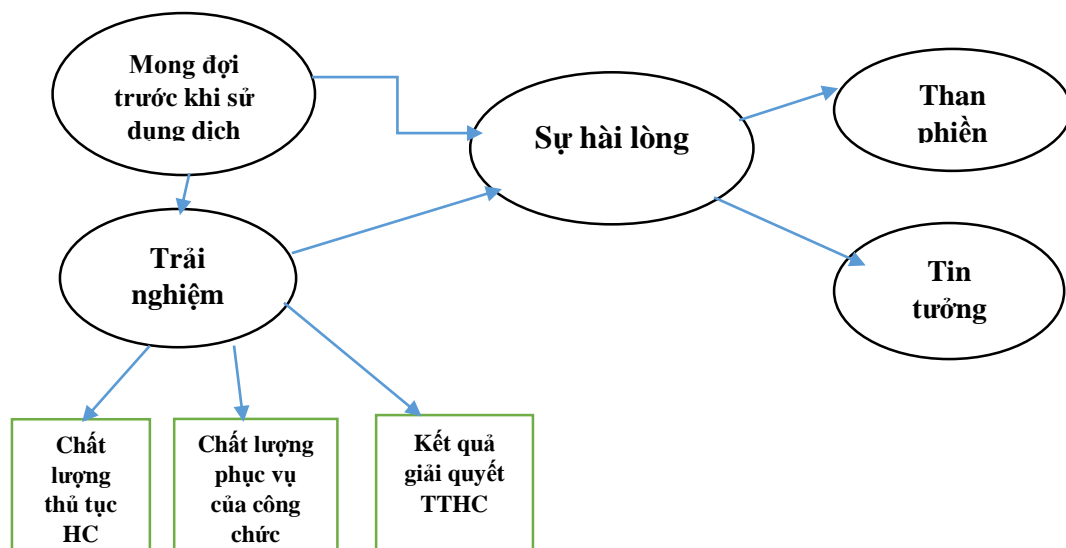 Mong đợi
trước khi sử
dụng dịch
Sự hài lòng
Than
phiền
Trải
nghiệm
Tin
tưởng
Chất
lượng
thủ tục
HC
Chất lượng
phục vụ
của công
chức
Kết quả
giải quyết
TTHC